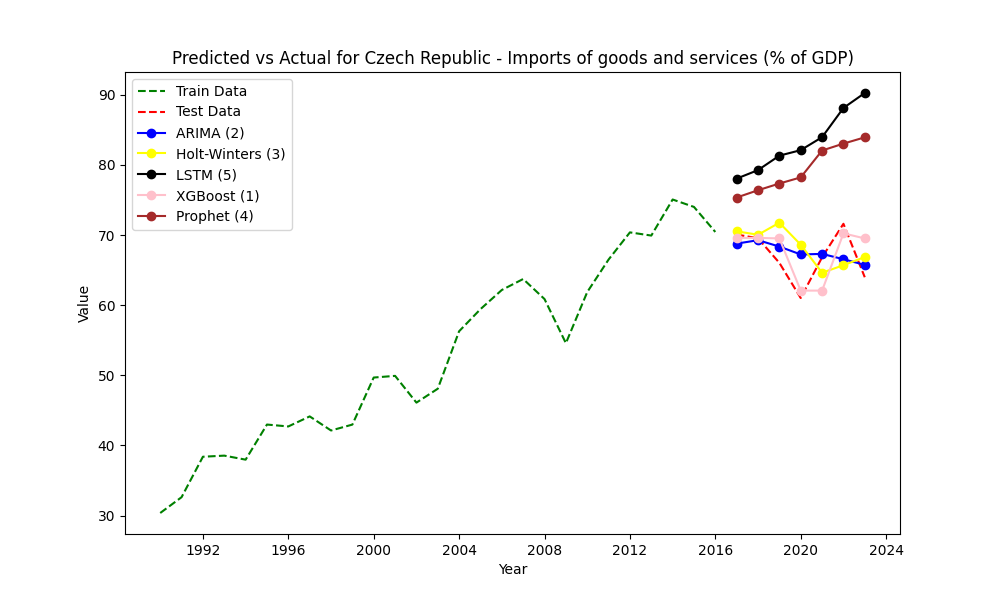 Predicted vs Actual for Czech Republic - Imports of goods and services (% of GDP)
Train Data
Test Data
ARIMA (2)
Holt-Winters (3)
LSTM (5)
XGBoost (1)
Prophet (4)
90
80
70
60
50
40
30
Value
1992 1996 2000 2004 2008 2012 2016 2020 2024
Year